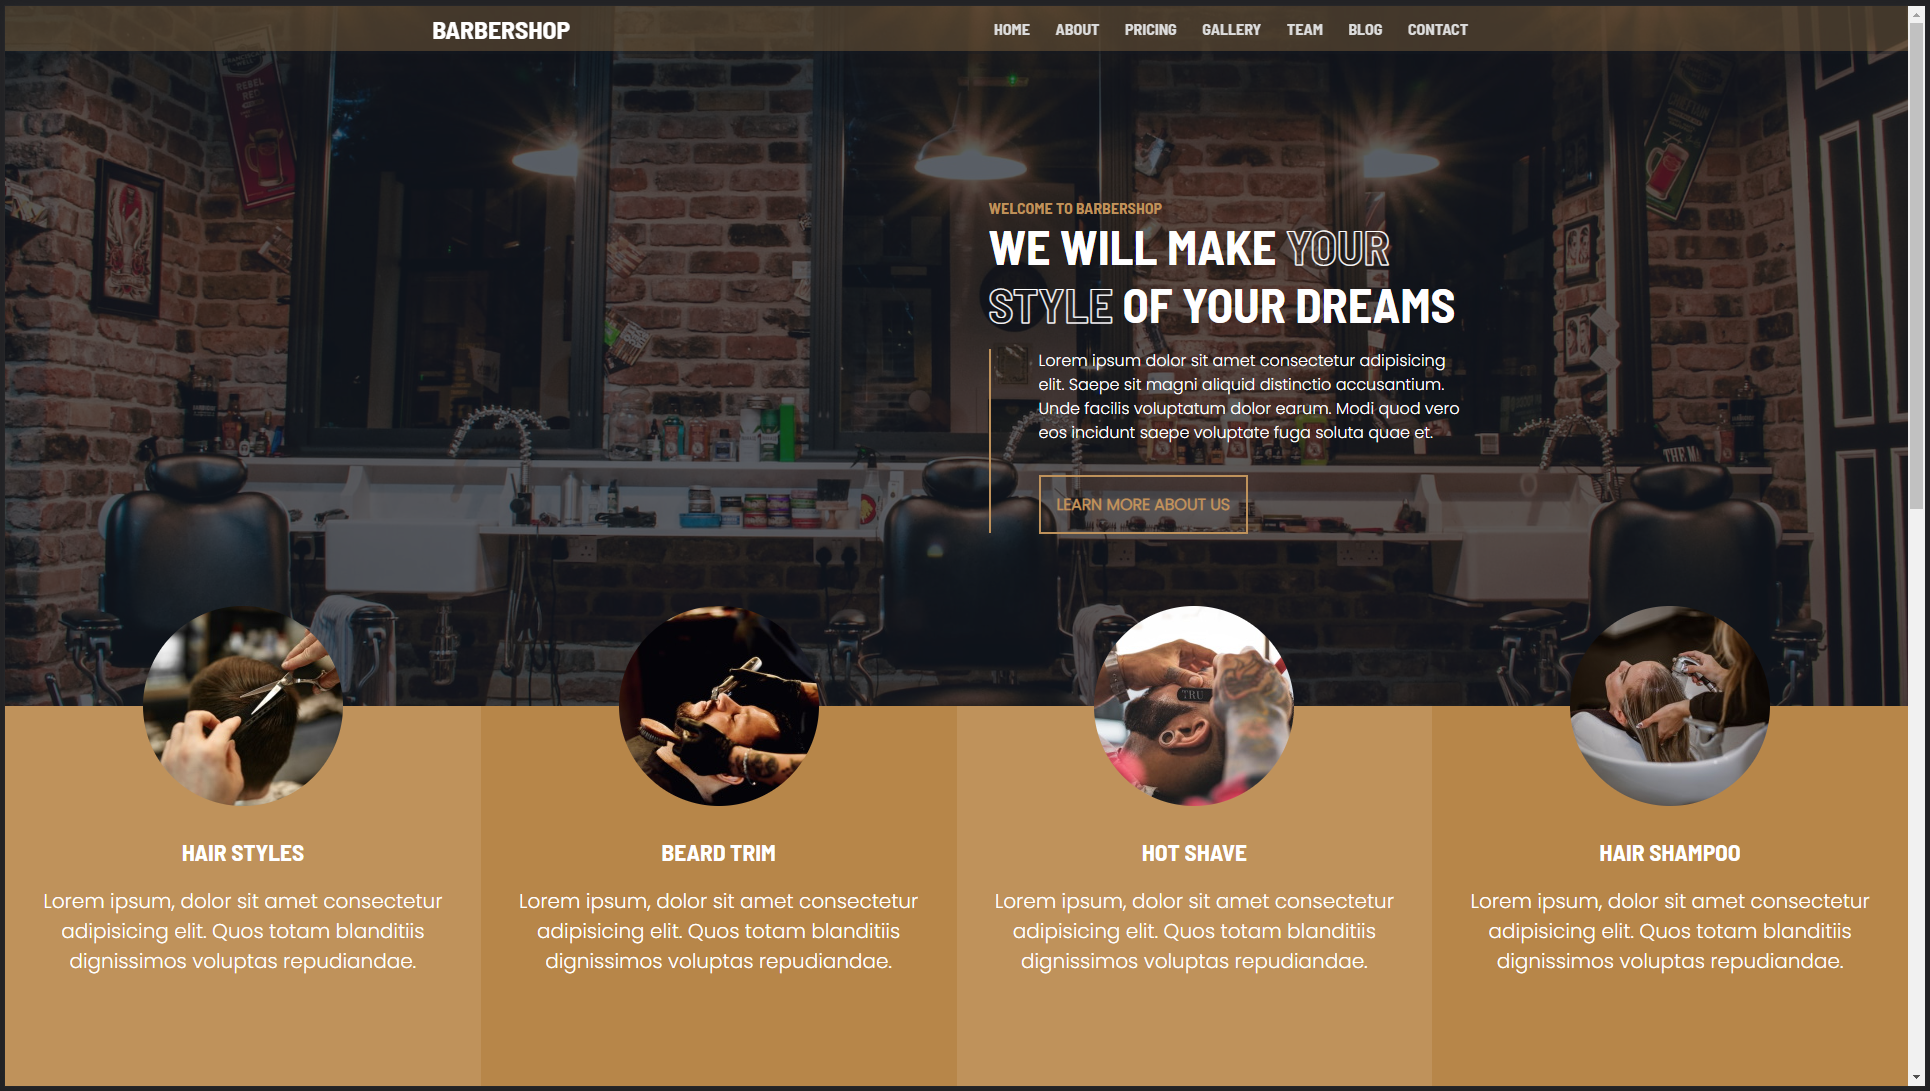 BARBERSHOP
HOME ABOUT PRICING GALLERY TEAM BLOG CONTACT
REBEL
RED
WELCOME TO BARBERSHOP
WE WILL MAKE YOUR
STYLE OF YOUR DREAMS
Lorem ipsum dolor sit amet consectetur adipisicing
elit. Saepe sit magni aliquid distinctio accusantium.
Unde facilis voluptatum dolor earum. Modi quod vero
eos incidunt saepe voluptate fuga soluta quae et.
THE MA
LEARN MORE ABOUT US
TRU
HAIR STYLES
Lorem ipsum, dolor sit amet consectetur
adipisicing elit. Quos totam blanditiis
dignissimos voluptas repudiandae.
BEARD TRIM
Lorem ipsum, dolor sit amet consectetur
adipisicing elit. Quos totam blanditiis
dignissimos voluptas repudiandae.
HOT SHAVE
Lorem ipsum, dolor sit amet consectetur
adipisicing elit. Quos totam blanditiis
dignissimos voluptas repudiandae.
HAIR SHAMPOO
Lorem ipsum, dolor sit amet consectetur
adipisicing elit. Quos totam blanditiis
dignissimos voluptas repudiandae.